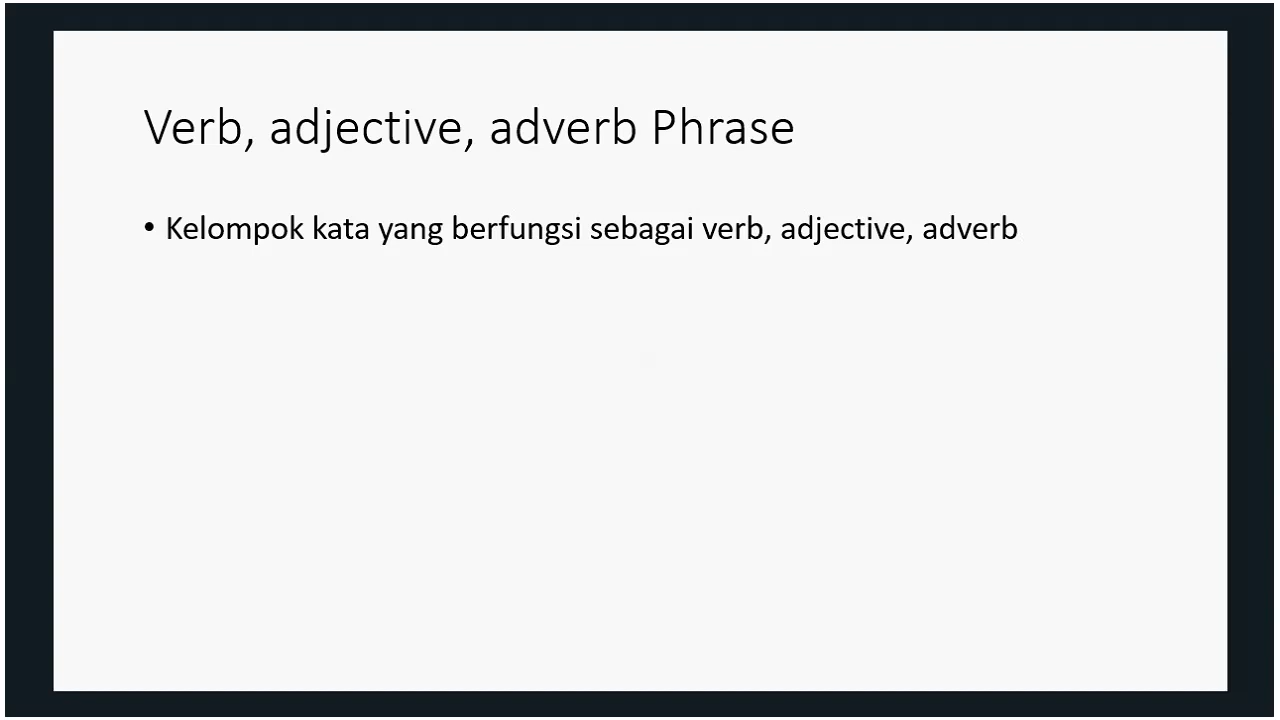 Verb, adjective, adverb Phrase
• Kelompok kata yang berfungsi sebagai verb, adjective, adverb